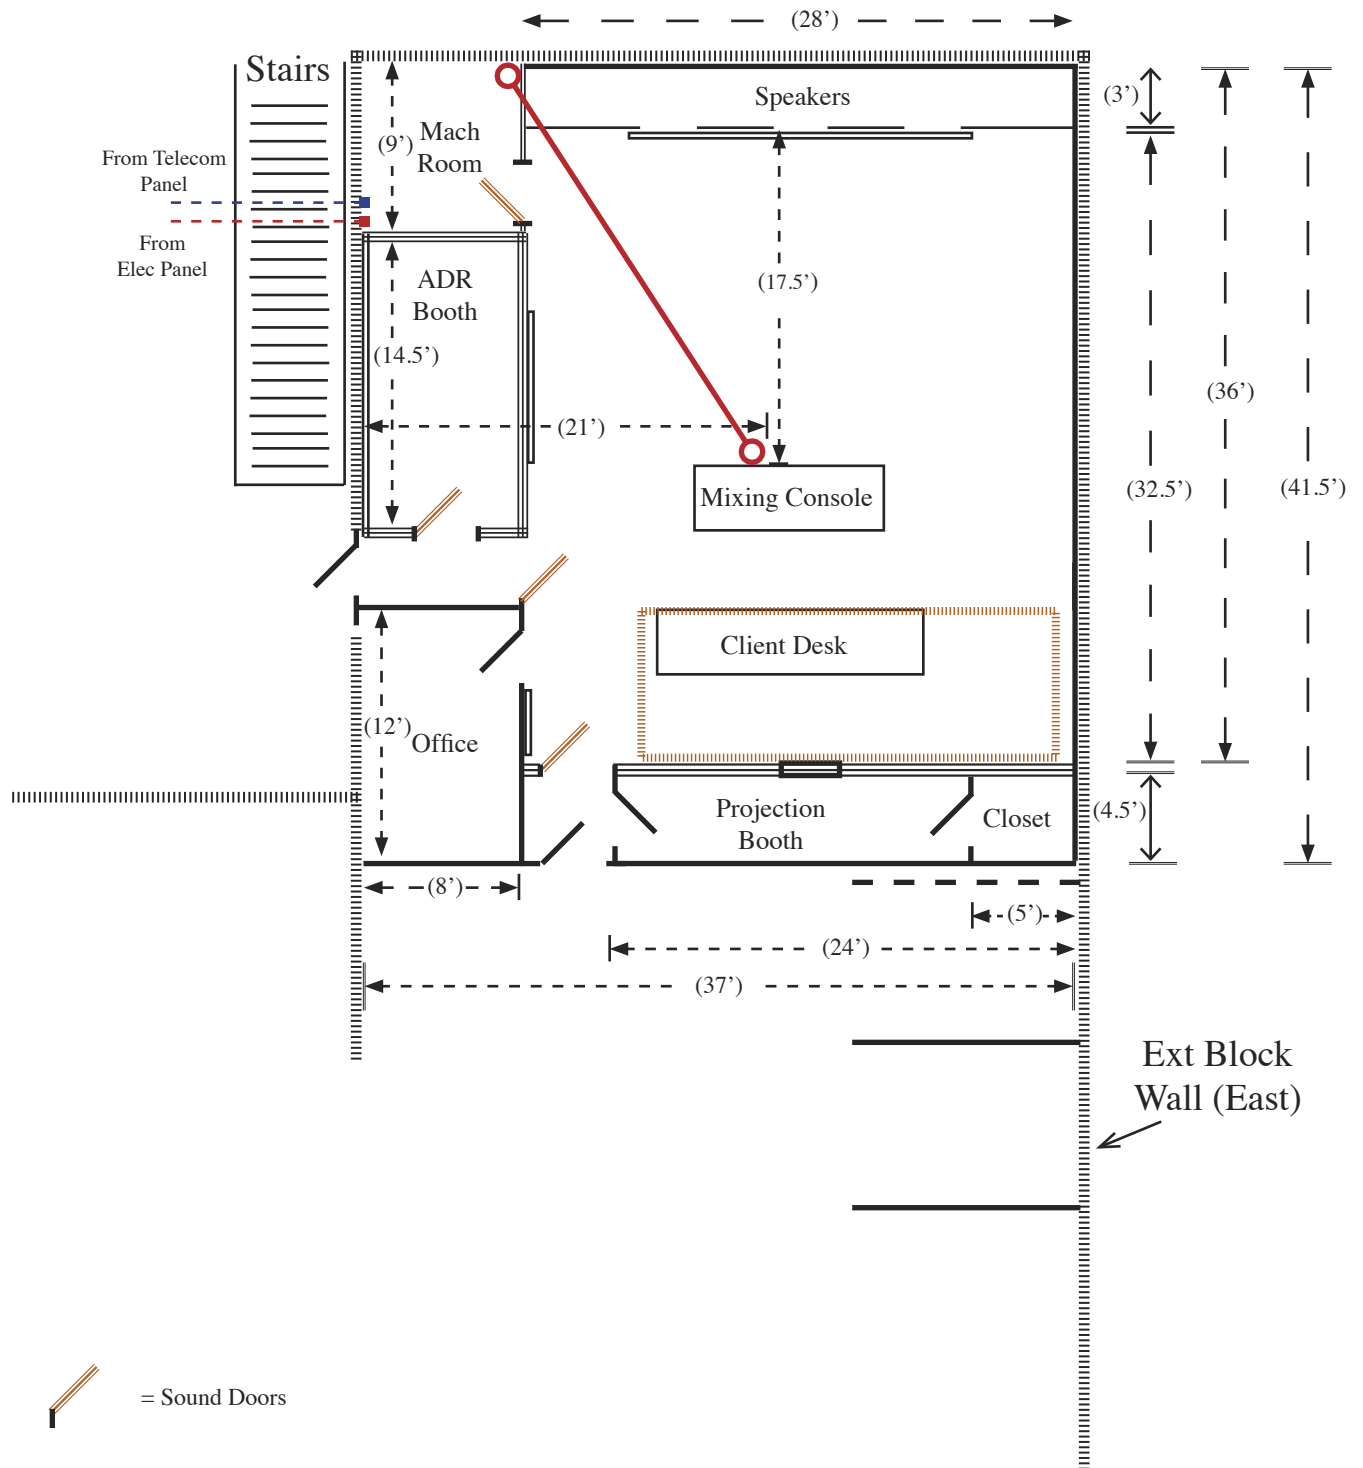 (28’)
Stairs
Speakers
(3’)
(9’)
Mach
Room
From Telecom
Panel
From
Elec Panel
ADR
Booth
(17.5’)
(14.5’)
(36’)
(21’)
(32.5’)
(41.5’)
Mixing Console
Client Desk
(12’)
Office
Projection
Booth
Closet
(4.5’)
(8’)
(5’)
(24’)
(37’)
Ext Block
Wall (East)
= Sound Doors